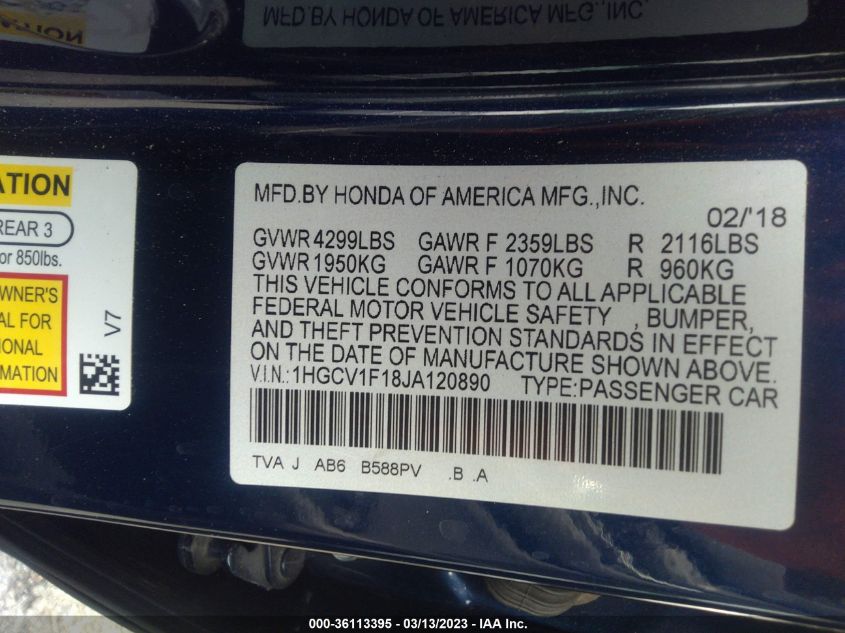 MFD.BY HONDA OF AMERICA MFG.,INC.
CAUTION
ATION
REAR 3
or 850lbs.
WNER'S
AL FOR
IONAL
RMATION
V7
MFD.BY HONDA OF AMERICA MFG.,INC.
02/'18
GVWR 4299LBS GAWR F 2359LBS R 2116LBS
GVWR 1950KG GAWR F 1070KG R 960KG
THIS VEHICLE CONFORMS TO ALL APPLICABLE
FEDERAL MOTOR VEHICLE SAFETY , BUMPER,
AND THEFT PREVENTION STANDARDS IN EFFECT
ON THE DATE OF MANUFACTURE SHOWN ABOVE.
V.I.N.:1HGCV1F18JA120890 TYPE:PASSENGER CAR
TVA J AB6 B588PV .B .A
000-36113395 - 03/13/2023 - IAA Inc.